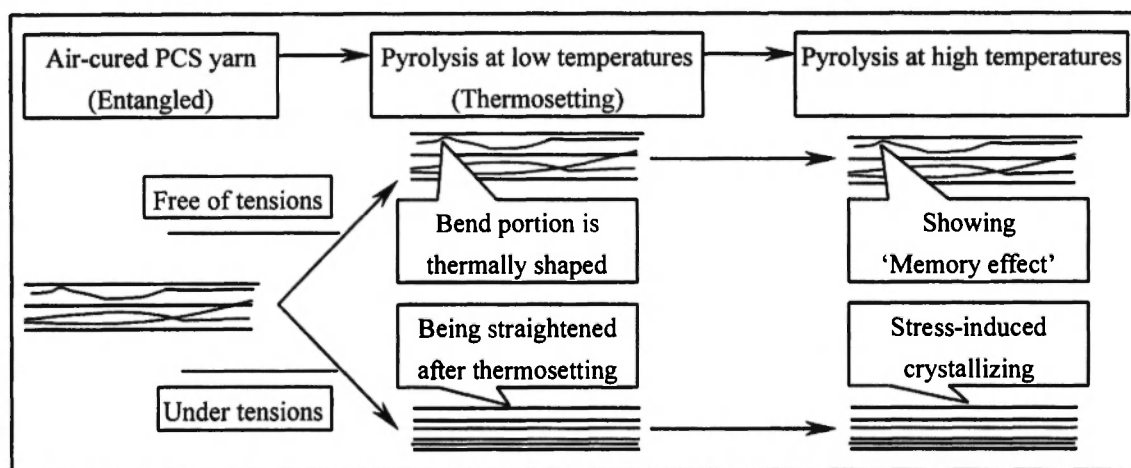 Air-cured PCS yarn
(Entangled)
Pyrolysis at low temperatures
(Thermosetting)
Pyrolysis at high temperatures
Free of tensions
Bend portion is
thermally shaped
Showing
‘Memory effect’
Being straightened
after thermosetting
Stress-induced
crystallizing
Under tensions